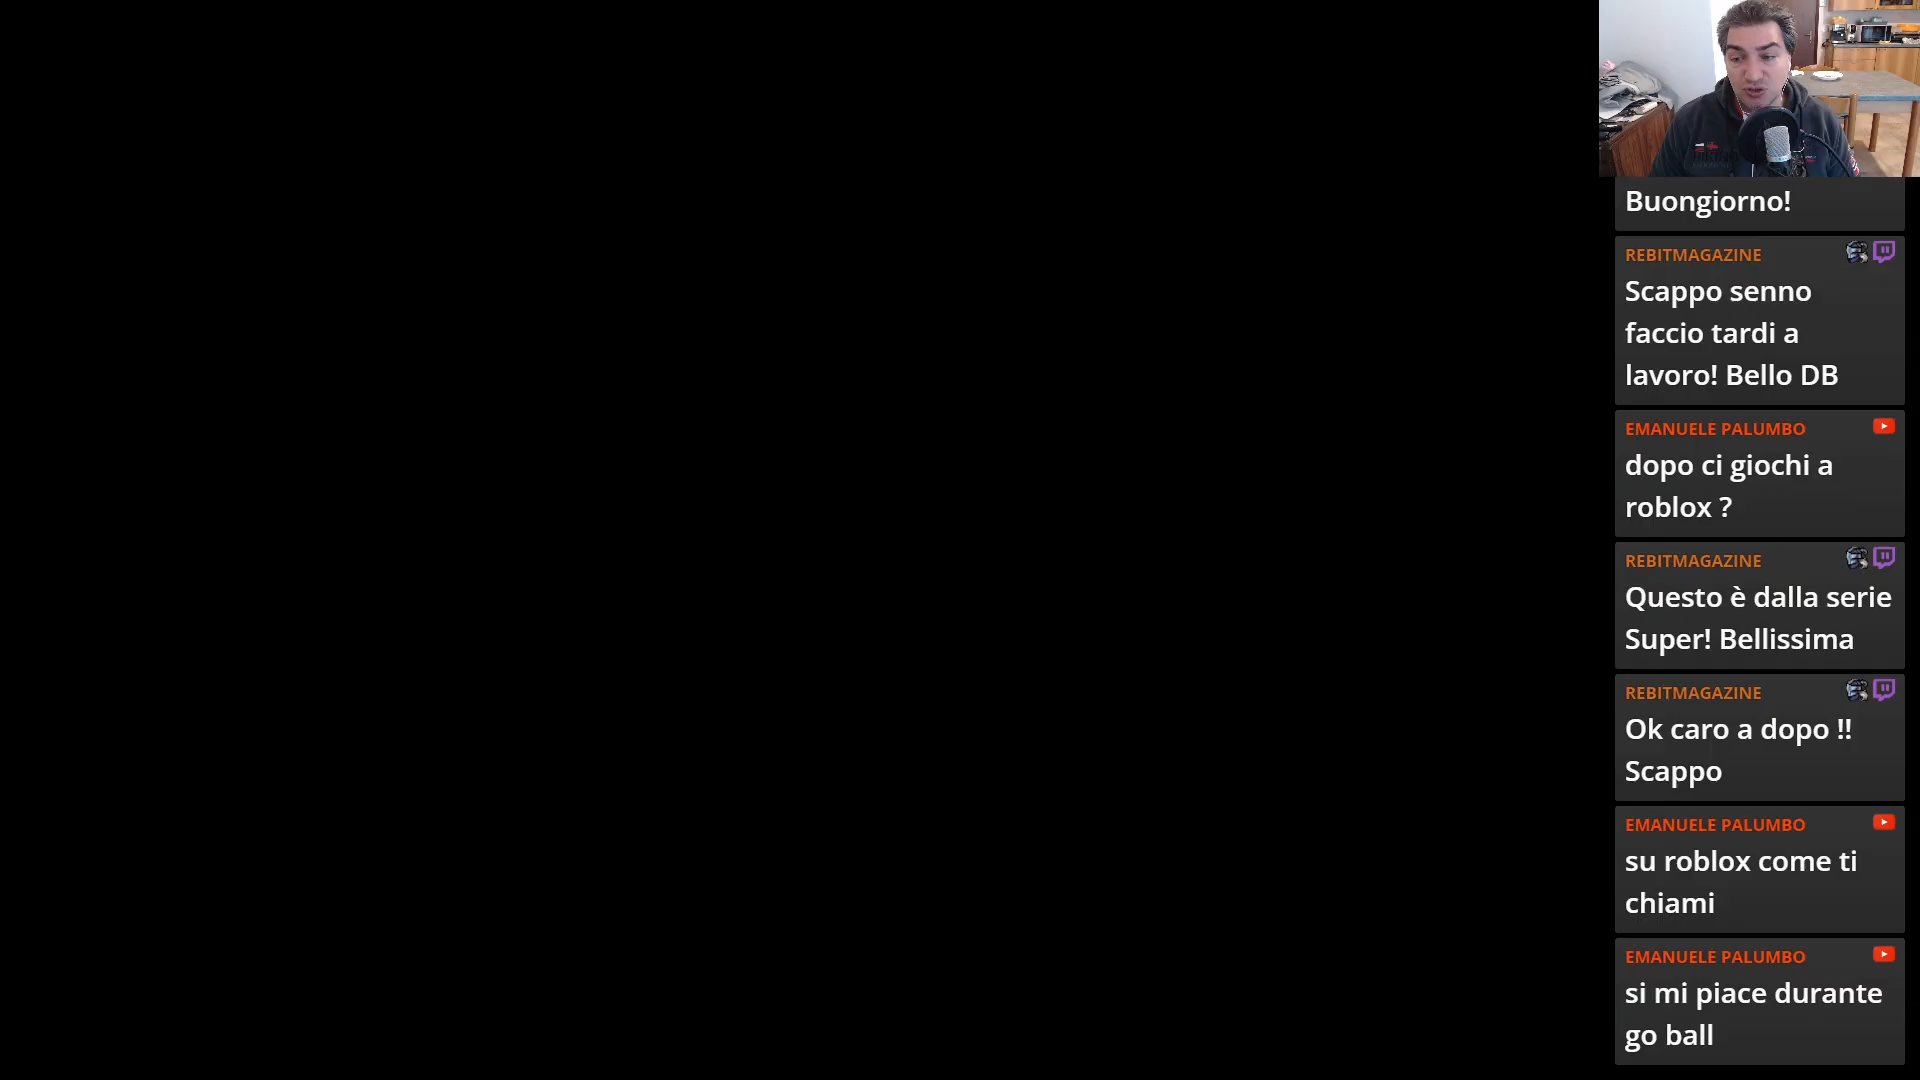 Buongiorno!
REBITMAGAZINE
Scappo senno
faccio tardi a
lavoro! Bello DB
EMANUELE PALUMBO
dopo ci giochi a
roblox ?
REBITMAGAZINE
Questo è dalla serie
Super! Bellissima
REBITMAGAZINE
Ok caro a dopo !!
Scappo
EMANUELE PALUMBO
su roblox come ti
chiami
EMANUELE PALUMBO
si mi piace durante
go ball